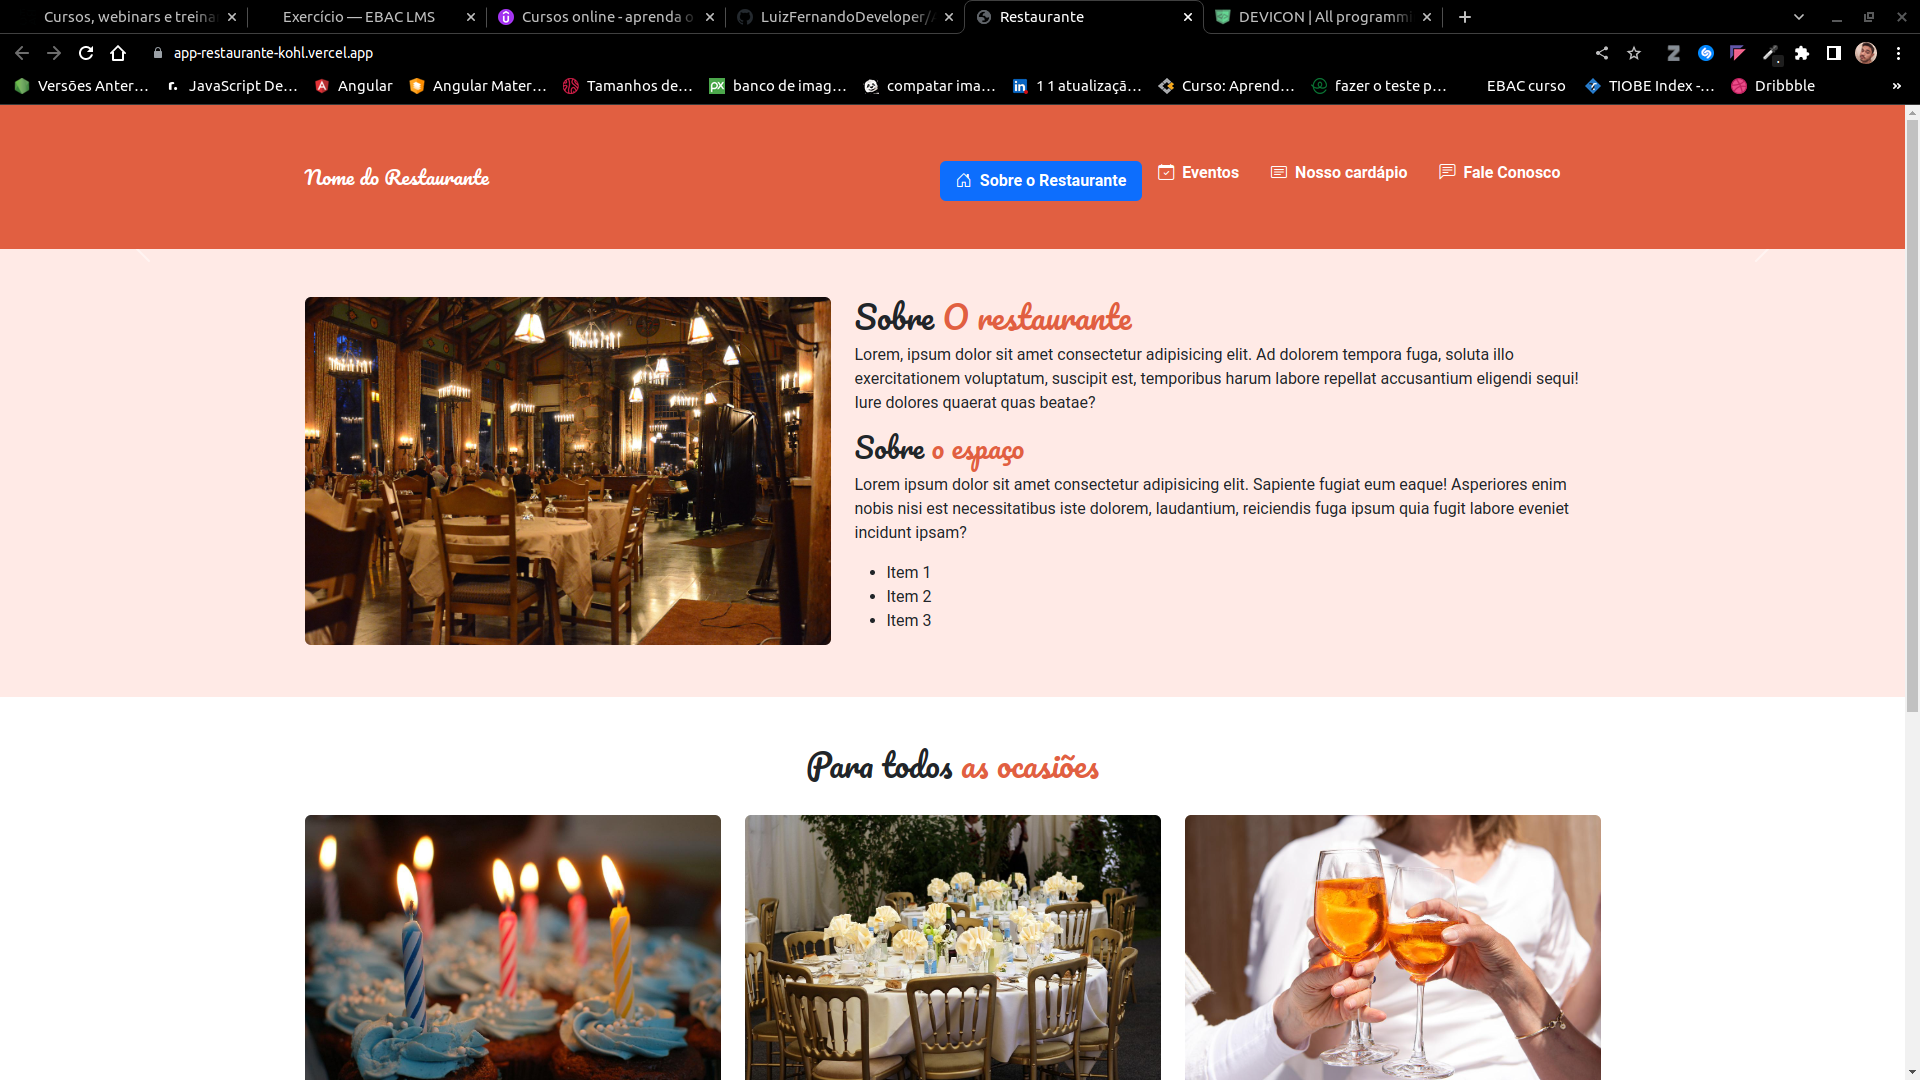 Cursos, webinars e treina
Exercício — EBAC LMS
Cursos online - aprenda o
LuizFernandoDeveloper/
Restaurante
DEVICON | All programmi
app-restaurante-kohl.vercel.app
Versões Anter…
JavaScript De…
Angular
Angular Mater…
Tamanhos de…
banco de imag…
compatar ima…
1 1 atualizaçã…
Curso: Aprend…
fazer o teste p…
EBAC curso
TIOBE Index -…
Dribbble
»
Nome do Restaurante
Sobre o Restaurante
Eventos
Nosso cardápio
Fale Conosco
Sobre O restaurante
Lorem, ipsum dolor sit amet consectetur adipisicing elit. Ad dolorem tempora fuga, soluta illo
exercitationem voluptatum, suscipit est, temporibus harum labore repellat accusantium eligendi sequi!
Iure dolores quaerat quas beatae?
Sobre o espaço
Lorem ipsum dolor sit amet consectetur adipisicing elit. Sapiente fugiat eum eaque! Asperiores enim
nobis nisi est necessitatibus iste dolorem, laudantium, reiciendis fuga ipsum quia fugit labore eveniet
incidunt ipsam?
• Item 1
• Item 2
• Item 3
Para todos as ocasiões